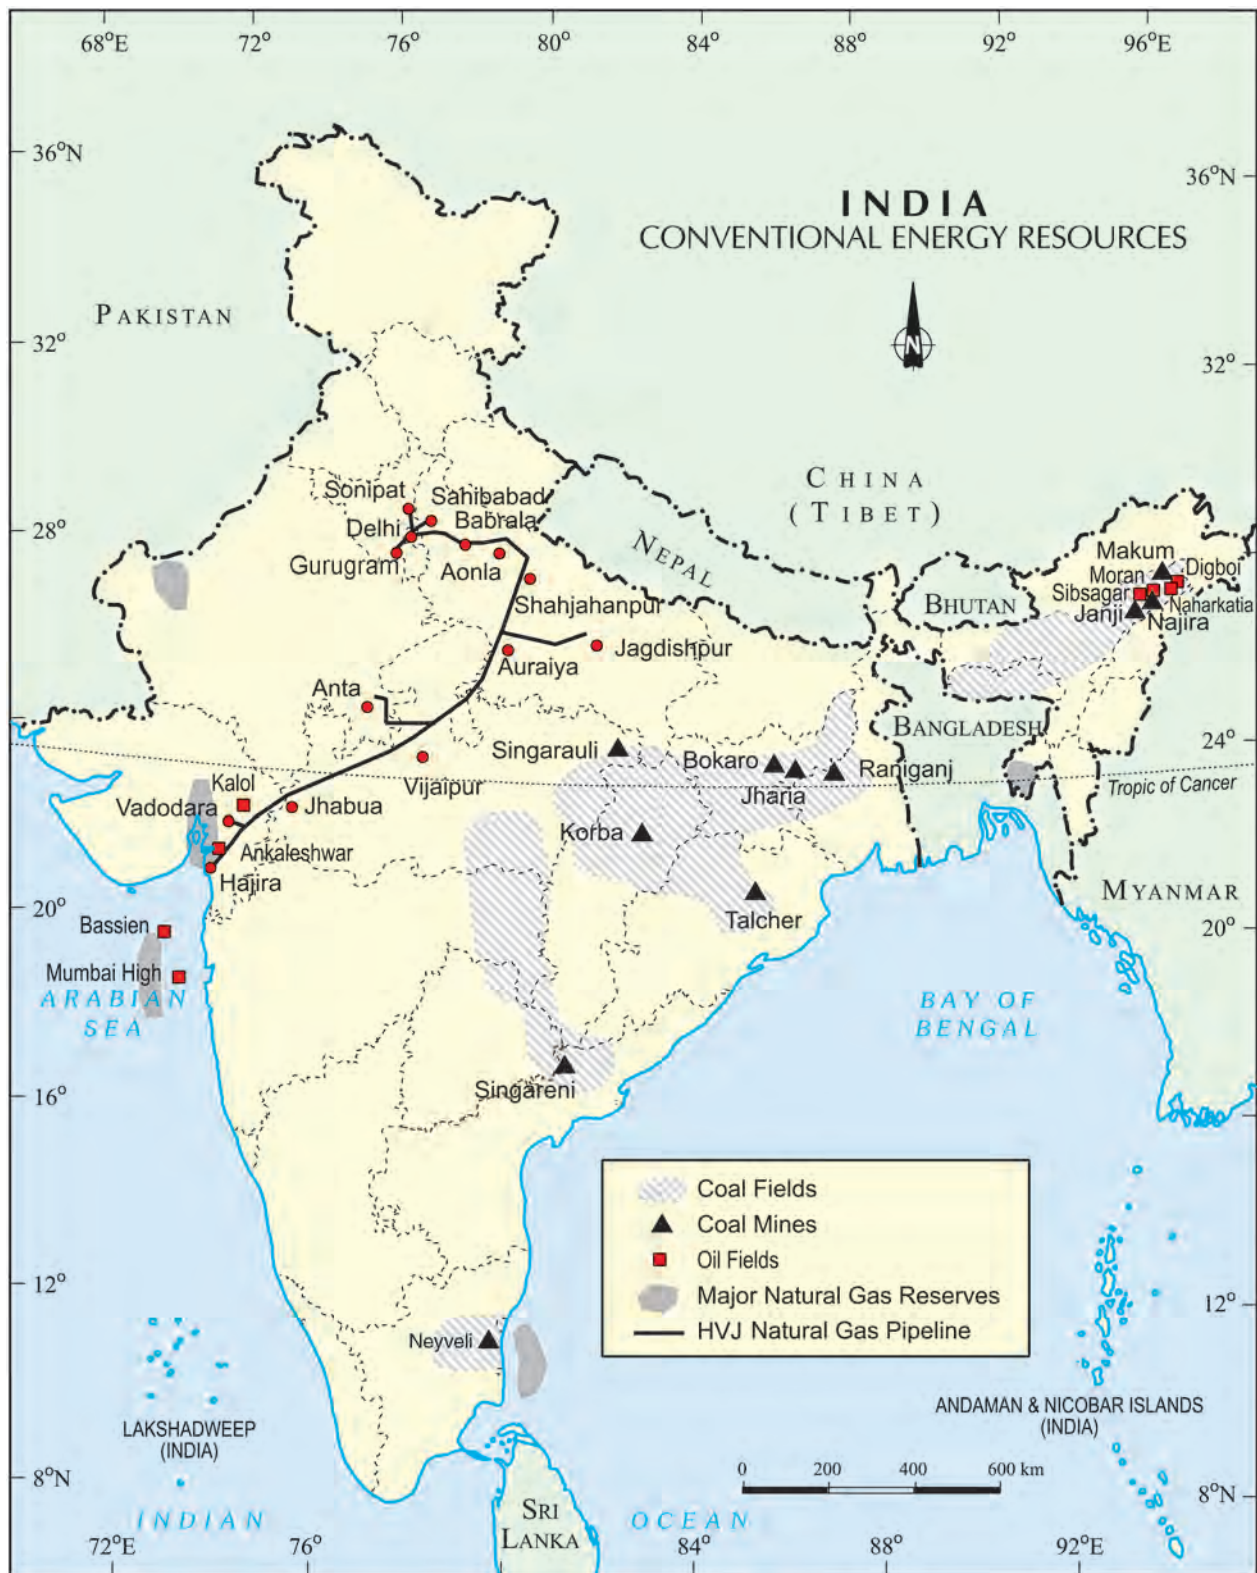 68°E 72° 76° 80° 84° 88° 92° 96°E
36°N
36°N
INDIA
CONVENTIONAL ENERGY RESOURCES
N
PAKISTAN
32°
32°
CHINA
(TIBET)
NEPAL
BHUTAN
28°
28°
Sonipat
Sahibabad
Delhi
Babrala
Gurugram
Aonla
Shahjahanpur
Makum
Digboi
Moran
Sibsagar
Naharkatia
Janji
Najira
Jagdishpur
Auraiya
Anta
BANGLADESH
24°
24°
Singarauli
Bokaro
Raniganj
Vijaipur
Jharia
Tropic of Cancer
Kalol
Vadodara
Jhabua
Korba
Ankaleshwar
Hajira
MYANMAR
Talcher
20°
20°
Bassien
Mumbai High
ARABIAN
SEA
BAY OF
BENGAL
Singareni
16°
16°
Coal Fields
Coal Mines
Oil Fields
Major Natural Gas Reserves
HVJ Natural Gas Pipeline
12°
12°
Neyveli
LAKSHADWEEP
(INDIA)
ANDAMAN & NICOBAR ISLANDS
(INDIA)
8°N
8°N
0 200 400 600 km
INDIAN
OCEAN
SRI
LANKA
72°E 76° 84° 88° 92°E